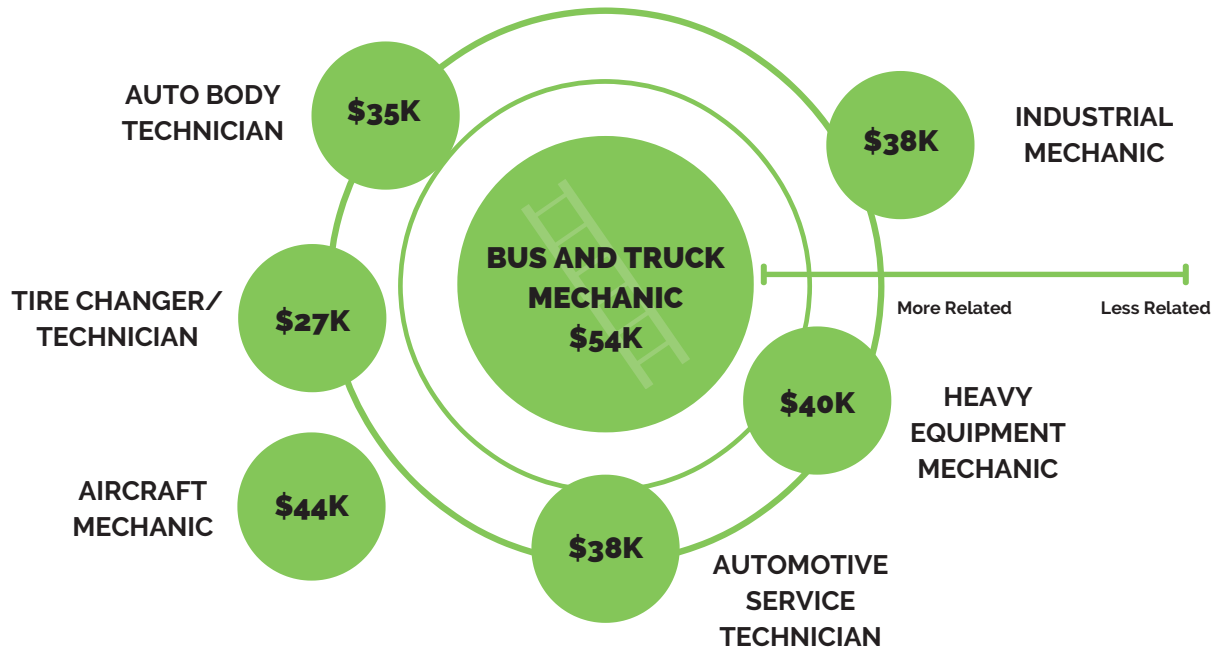 AUTO BODY
TECHNICIAN
$35K
$38K
INDUSTRIAL
MECHANIC
BUS AND TRUCK
MECHANIC
$54K
More Related
Less Related
TIRE CHANGER/
TECHNICIAN
$27K
$40K
HEAVY
EQUIPMENT
MECHANIC
AIRCRAFT
MECHANIC
$44K
$38K
AUTOMOTIVE
SERVICE
TECHNICIAN